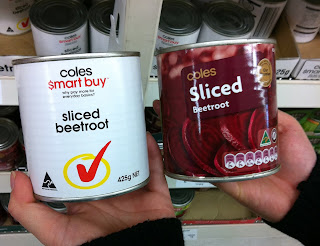 coles
$mart buy
why pay more for
everyday basics?
sliced
beetroot
425g NET
coles
Sliced
Beetroot